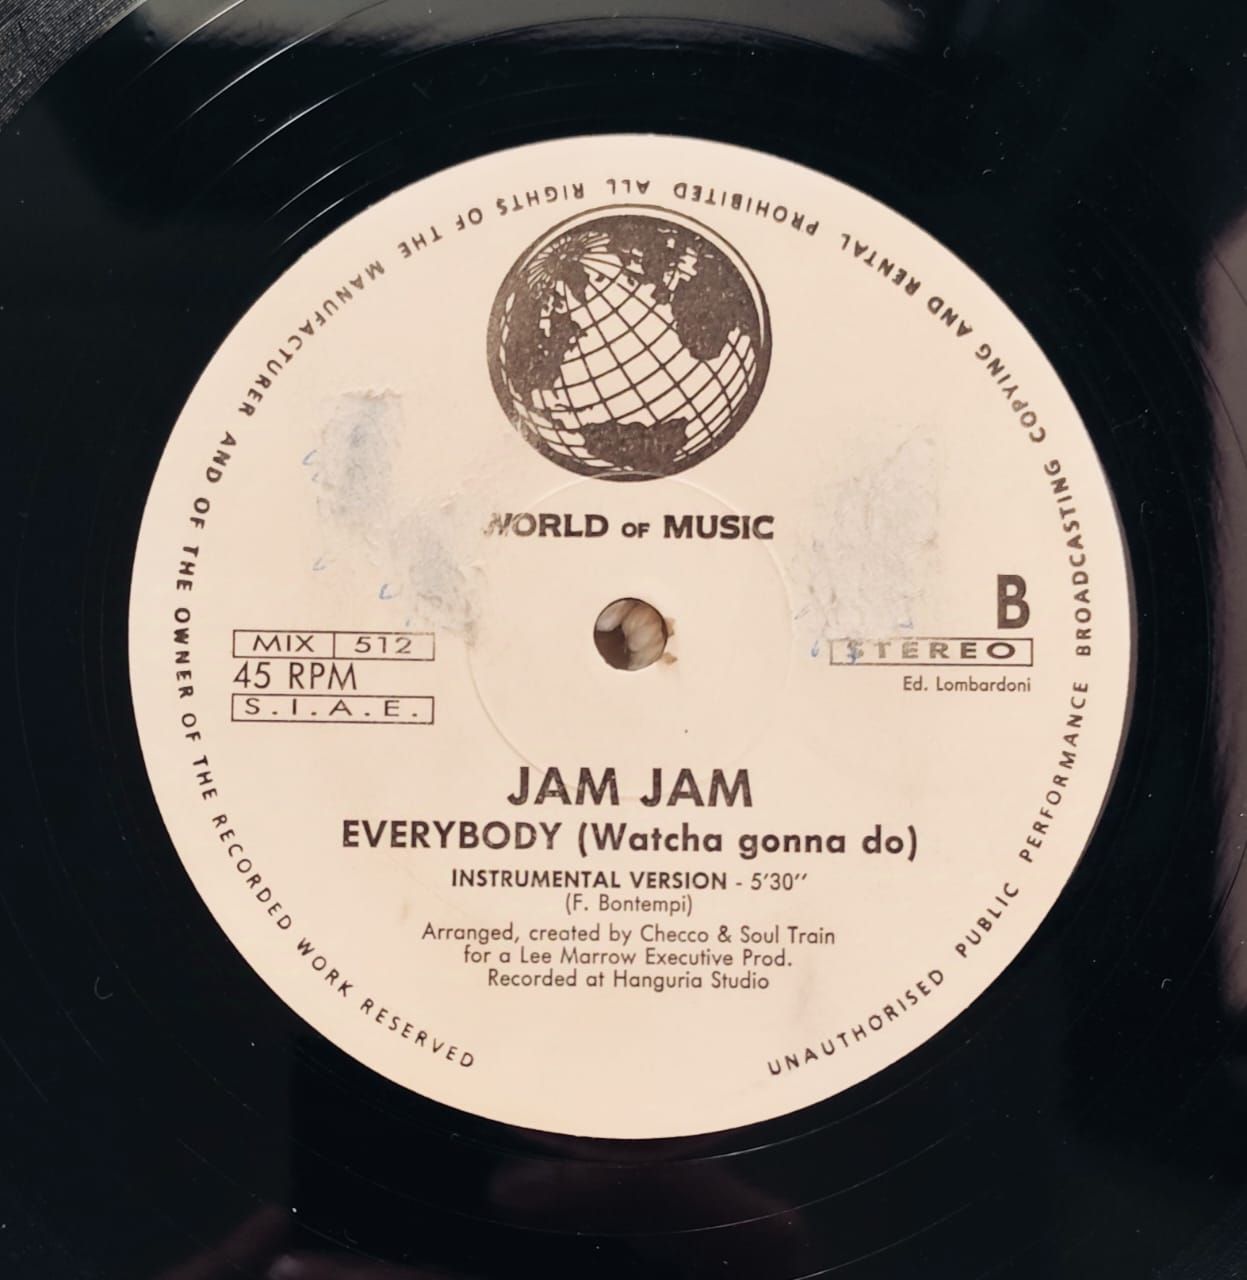 UNAUTHORISED PUBLIC PERFORMANCE BROADCASTING COPYING AND RENTAL PROHIBITED ALL RIGHTS OF THE MANUFACTURER AND OF THE OWNER OF THE RECORDED WORK RESERVED
WORLD OF MUSIC
B
MIX 512
STEREO
45 RPM
Ed. Lombardoni
S.I.A.E.
JAM JAM
EVERYBODY (Watcha gonna do)
INSTRUMENTAL VERSION - 5'30''
(F. Bontempi)
Arranged, created by Checco & Soul Train
for a Lee Marrow Executive Prod.
Recorded at Hanguria Studio